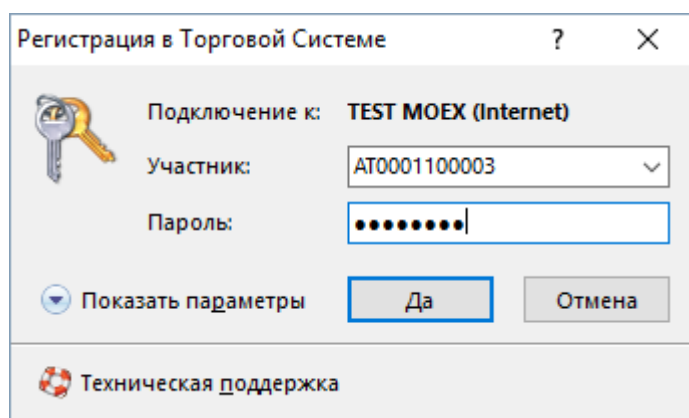 Регистрация в Торговой Системе ?
Подключение к: TEST MOEX (Internet)
Участник: AT0001100003
Пароль: ••••••••
Показать параметры Да Отмена
Техническая поддержка